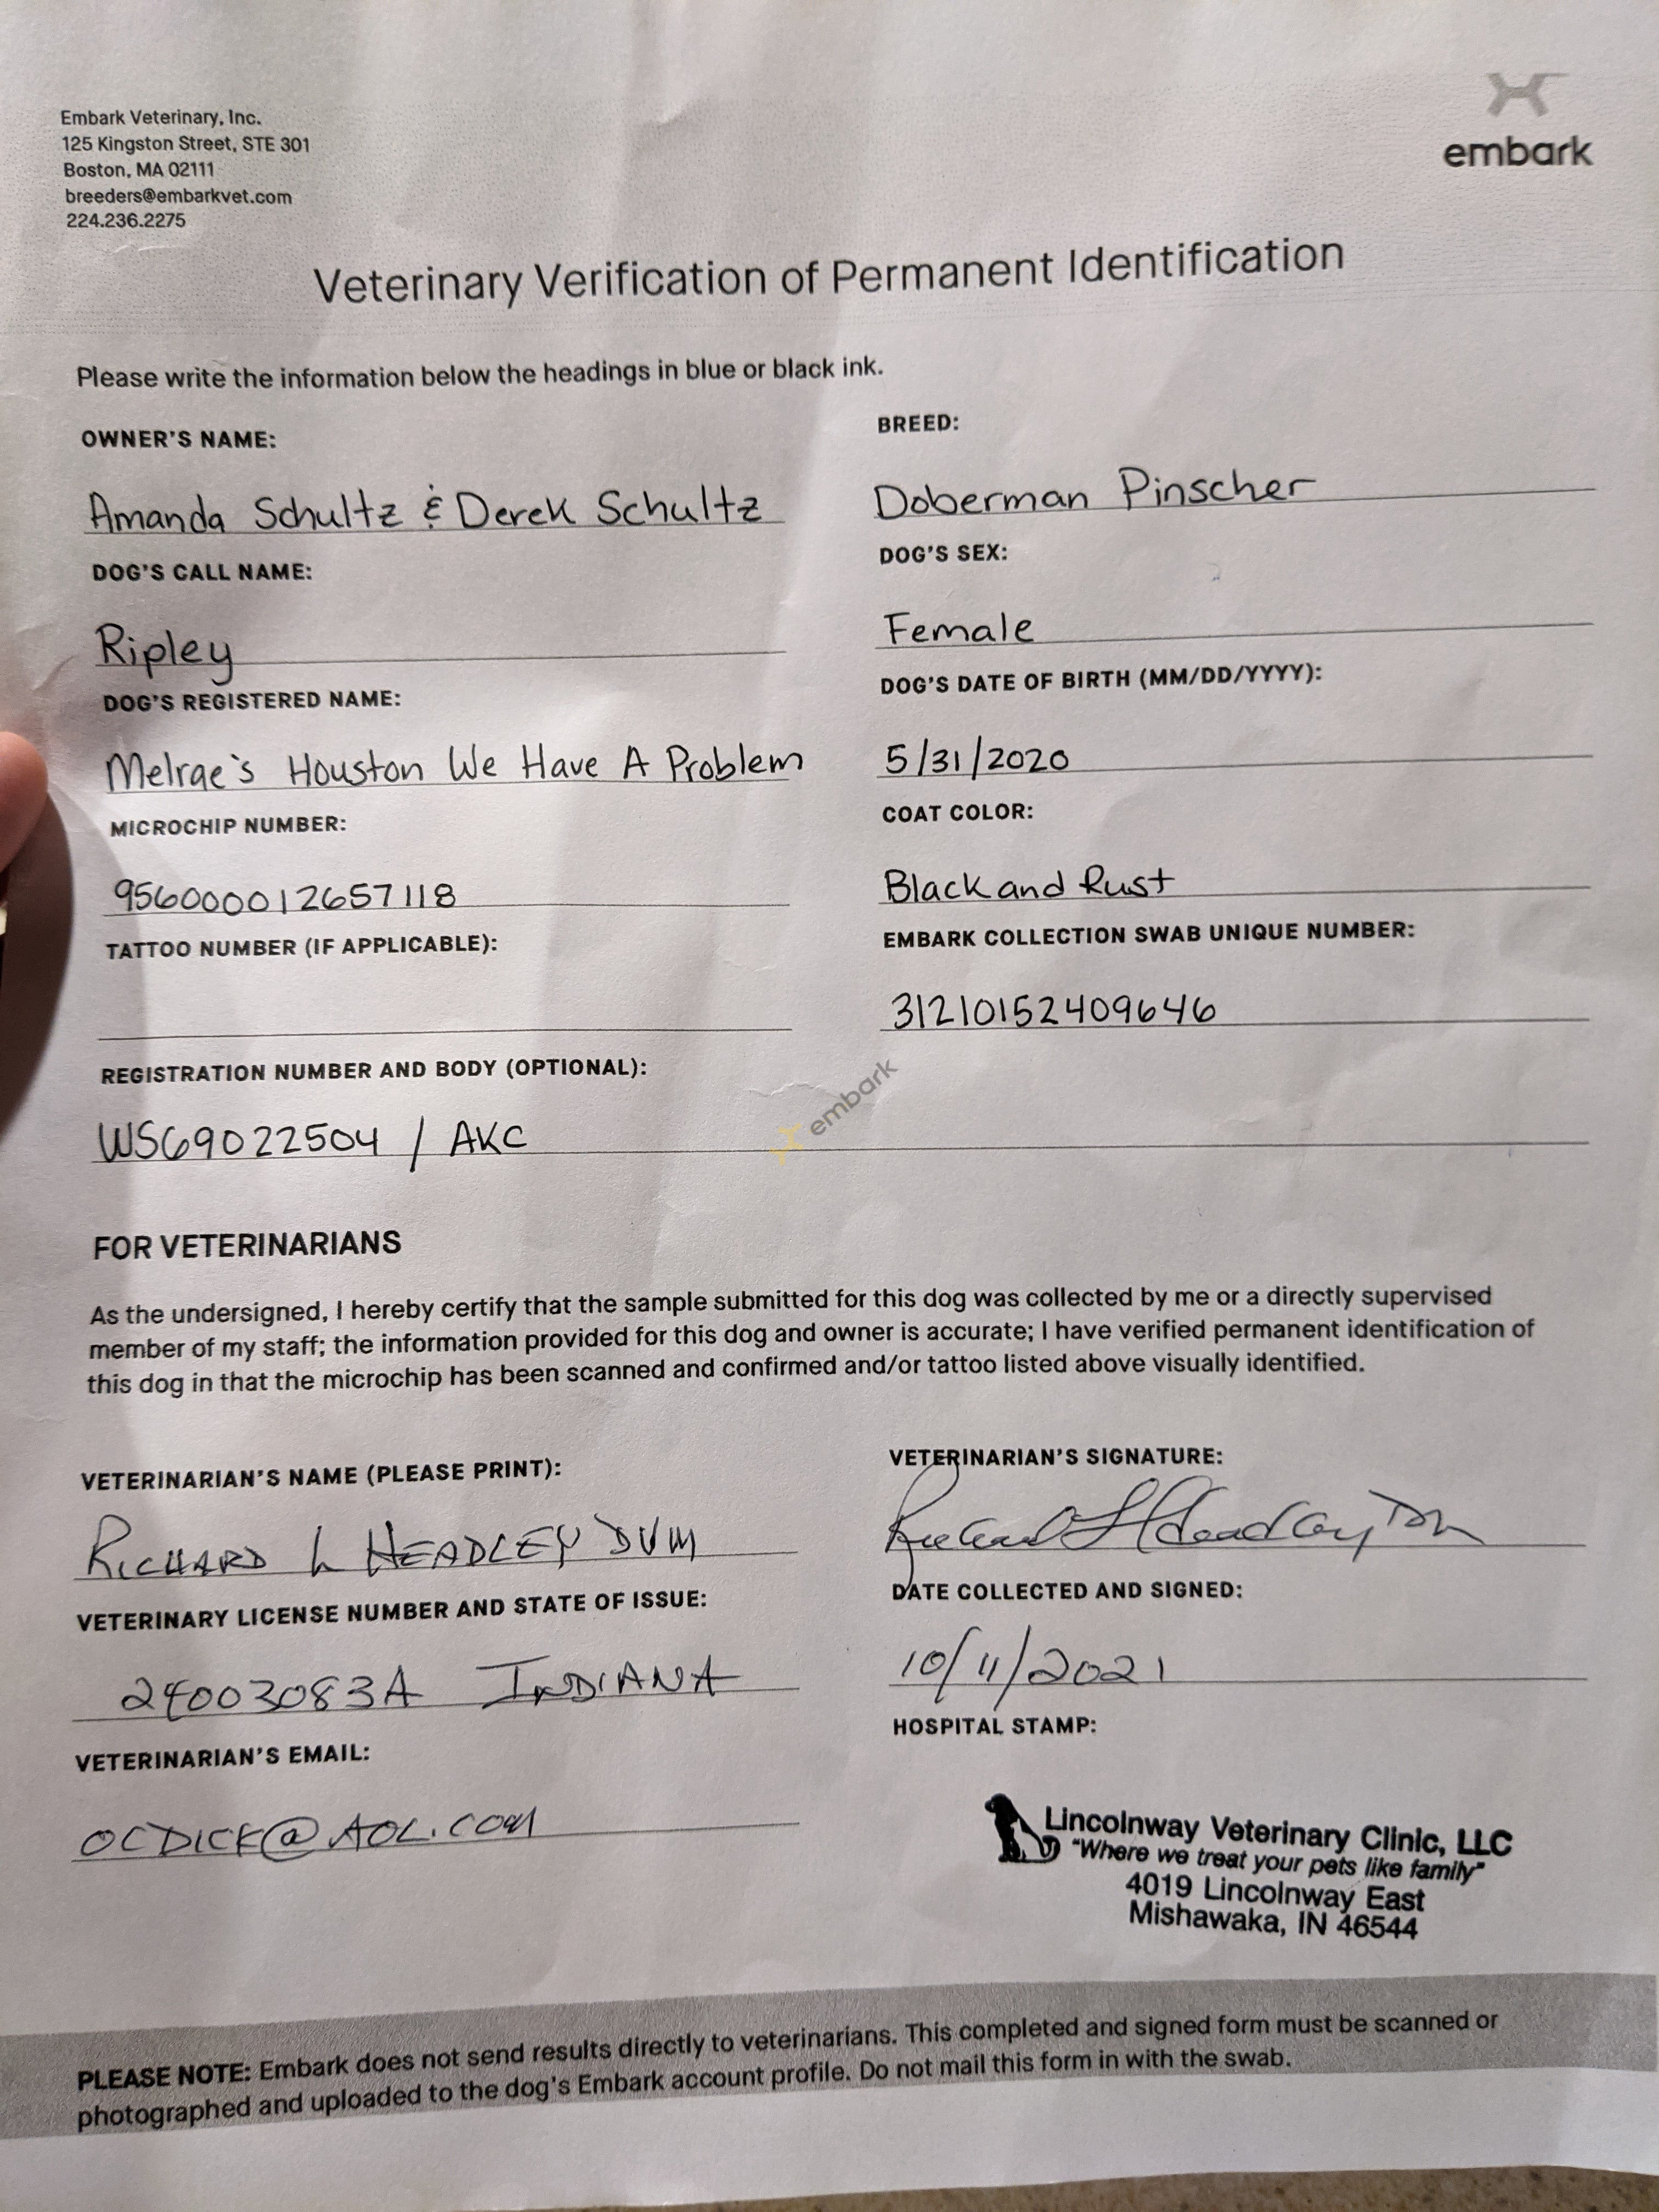 Embark Veterinary, Inc.
125 Kingston Street, STE 301
Boston, MA 02111
breeders@embarkvet.com
224.236.2275
embark
Veterinary Verification of Permanent Identification
Please write the information below the headings in blue or black ink.
OWNER'S NAME:
Amanda Schultz & Derek Schultz
BREED:
Doberman Pinscher
DOG'S CALL NAME:
Ripley
DOG'S SEX:
Female
DOG'S REGISTERED NAME:
Melrae's Houston We Have A Problem
DOG'S DATE OF BIRTH (MM/DD/YYYY):
5/31/2020
MICROCHIP NUMBER:
956000012657118
COAT COLOR:
Black and Rust
TATTOO NUMBER (IF APPLICABLE):
EMBARK COLLECTION SWAB UNIQUE NUMBER:
31210152409646
REGISTRATION NUMBER AND BODY (OPTIONAL):
WS69022504 / AKC
embark
FOR VETERINARIANS
As the undersigned, I hereby certify that the sample submitted for this dog was collected by me or a directly supervised
member of my staff; the information provided for this dog and owner is accurate; I have verified permanent identification of
this dog in that the microchip has been scanned and confirmed and/or tattoo listed above visually identified.
VETERINARIAN'S NAME (PLEASE PRINT):
RICHARD L HEADLEY DVM
VETERINARIAN'S SIGNATURE:
Richard L Headley DVM
VETERINARY LICENSE NUMBER AND STATE OF ISSUE:
24003083A INDIANA
DATE COLLECTED AND SIGNED:
10/11/2021
VETERINARIAN'S EMAIL:
OCDICK@AOL.COM
HOSPITAL STAMP:
Lincolnway Veterinary Clinic, LLC
"Where we treat your pets like family"
4019 Lincolnway East
Mishawaka, IN 46544
PLEASE NOTE: Embark does not send results directly to veterinarians. This completed and signed form must be scanned or
photographed and uploaded to the dog's Embark account profile. Do not mail this form in with the swab.